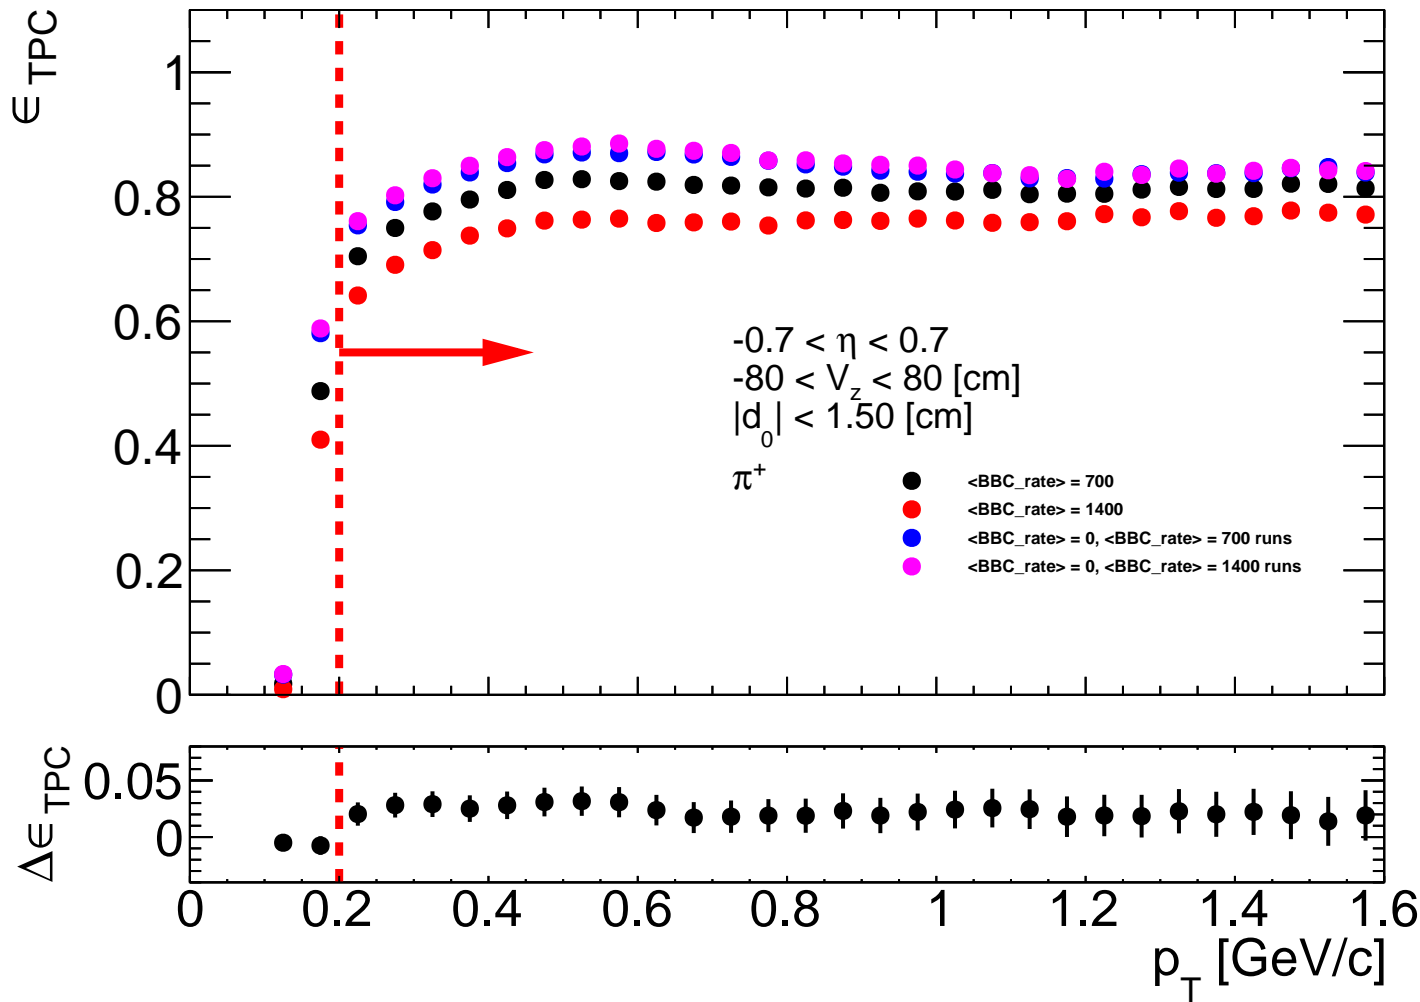 ϵ TPC
1
0.8
0.6
0.4
0.2
0
-0.7 < η < 0.7
-80 < Vz < 80 [cm]
|d0| < 1.50 [cm]
π+
<BBC_rate> = 700
<BBC_rate> = 1400
<BBC_rate> = 0, <BBC_rate> = 700 runs
<BBC_rate> = 0, <BBC_rate> = 1400 runs
Δϵ TPC
0.05
0
0 0.2 0.4 0.6 0.8 1 1.2 1.4 1.6
pT [GeV/c]